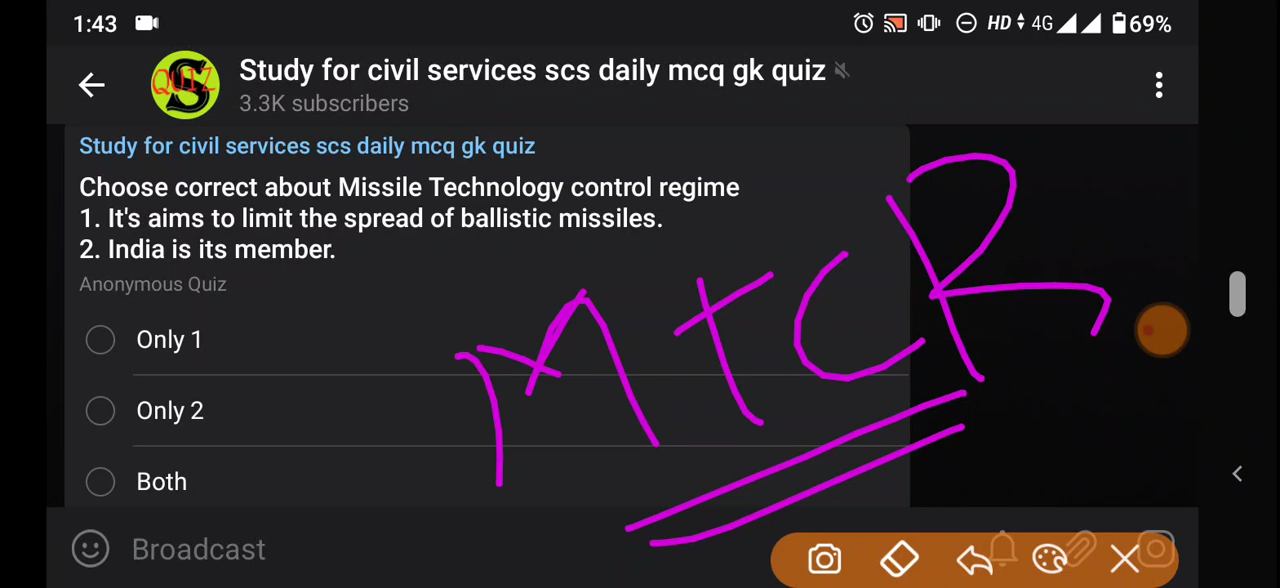 1:43 HD 4G 69%
QUIZ S
Study for civil services scs daily mcq gk quiz
3.3K subscribers
Study for civil services scs daily mcq gk quiz
Choose correct about Missile Technology control regime
1. It's aims to limit the spread of ballistic missiles.
2. India is its member.
Anonymous Quiz
Only 1
Only 2
Both
MTCR
Broadcast